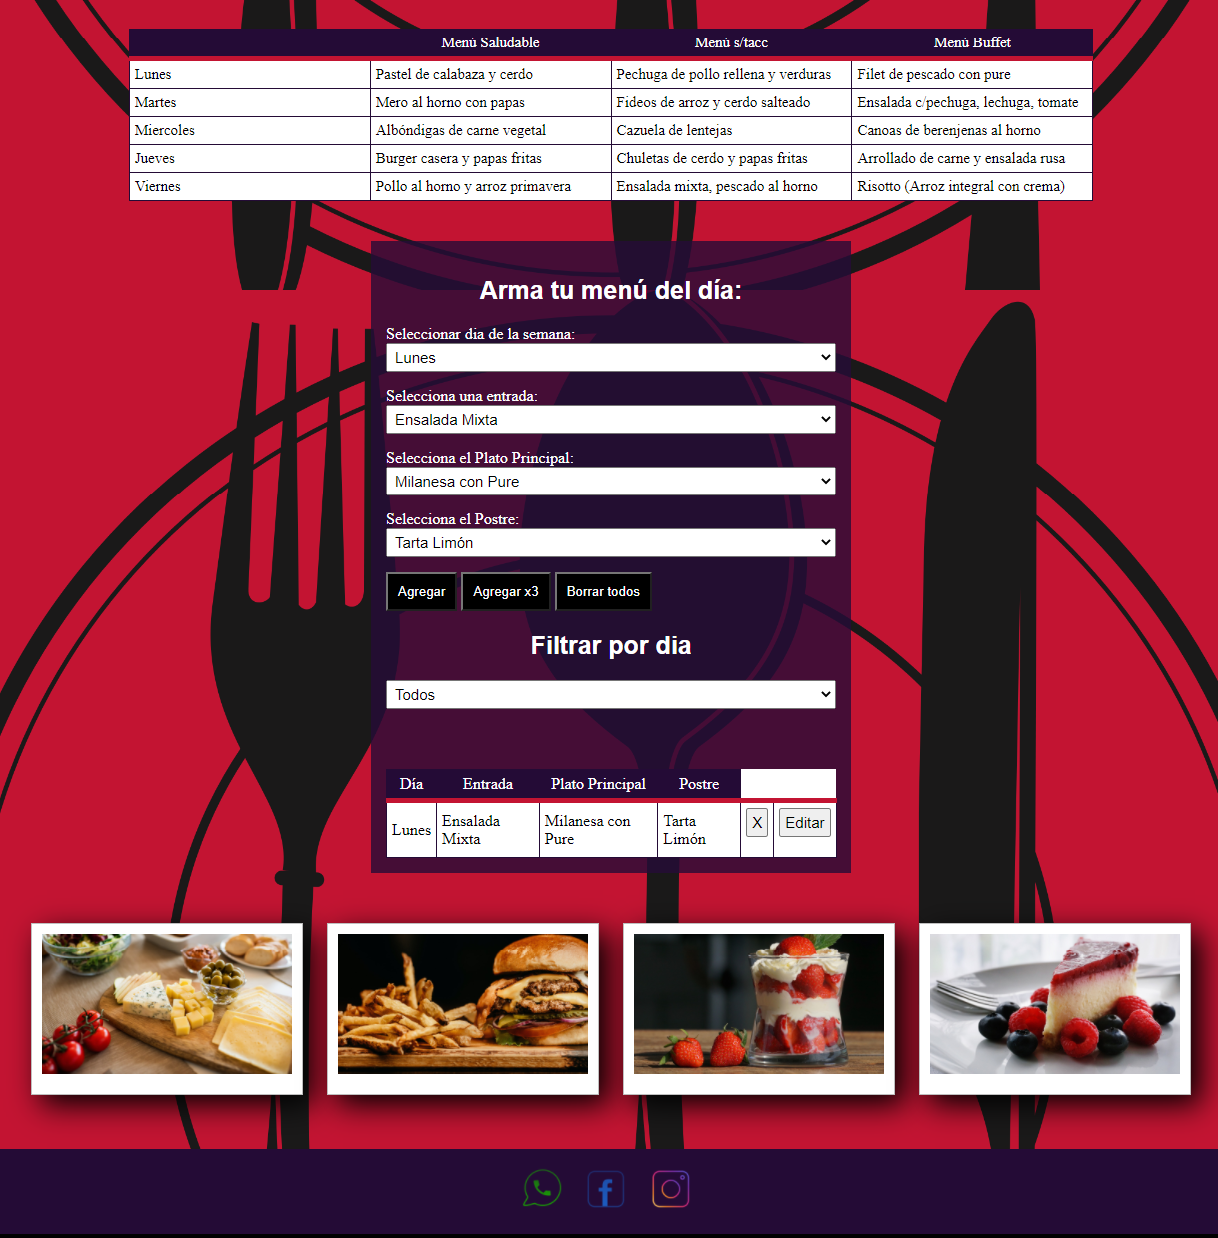 Menú Saludable Menú s/tacc Menú Buffet
Lunes Pastel de calabaza y cerdo Pechuga de pollo rellena y verduras Filet de pescado con pure
Martes Mero al horno con papas Fideos de arroz y cerdo salteado Ensalada c/pechuga, lechuga, tomate
Miercoles Albóndigas de carne vegetal Cazuela de lentejas Canoas de berenjenas al horno
Jueves Burger casera y papas fritas Chuletas de cerdo y papas fritas Arrollado de carne y ensalada rusa
Viernes Pollo al horno y arroz primavera Ensalada mixta, pescado al horno Risotto (Arroz integral con crema)
Arma tu menú del día:
Seleccionar dia de la semana:
Lunes
Selecciona una entrada:
Ensalada Mixta
Selecciona el Plato Principal:
Milanesa con Pure
Selecciona el Postre:
Tarta Limón
Agregar Agregar x3 Borrar todos
Filtrar por dia
Todos
Día Entrada Plato Principal Postre
Lunes Ensalada Mixta Milanesa con Pure Tarta Limón X Editar